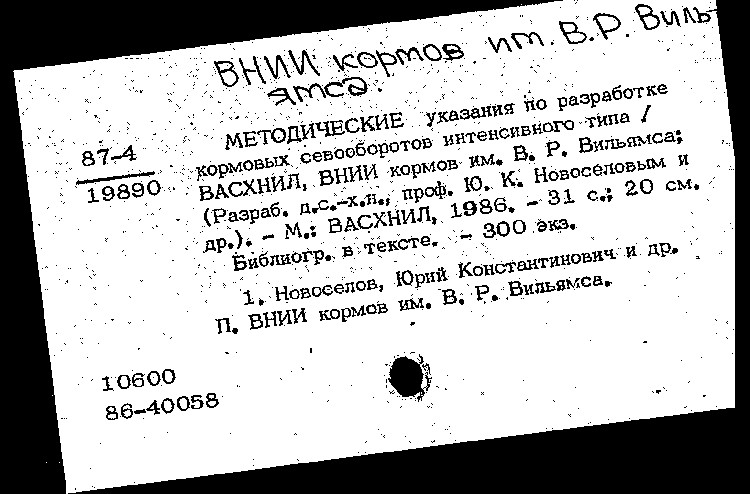 ВНИИ кормов им. В.Р. Виль-
ямса.
87-4
19890
МЕТОДИЧЕСКИЕ указания по разработке
кормовых севооборотов интенсивного типа /
ВАСХНИЛ, ВНИИ кормов им. В. Р. Вильямса;
(Разраб. д.с.-х.н., проф. Ю. К. Новоселовым и
др.). - М.: ВАСХНИЛ, 1986. - 31 с.; 20 см.
Библиогр. в тексте. - 300 экз.
1. Новоселов, Юрий Константинович и др.
П. ВНИИ кормов им. В. Р. Вильямса.
10600
86-40058